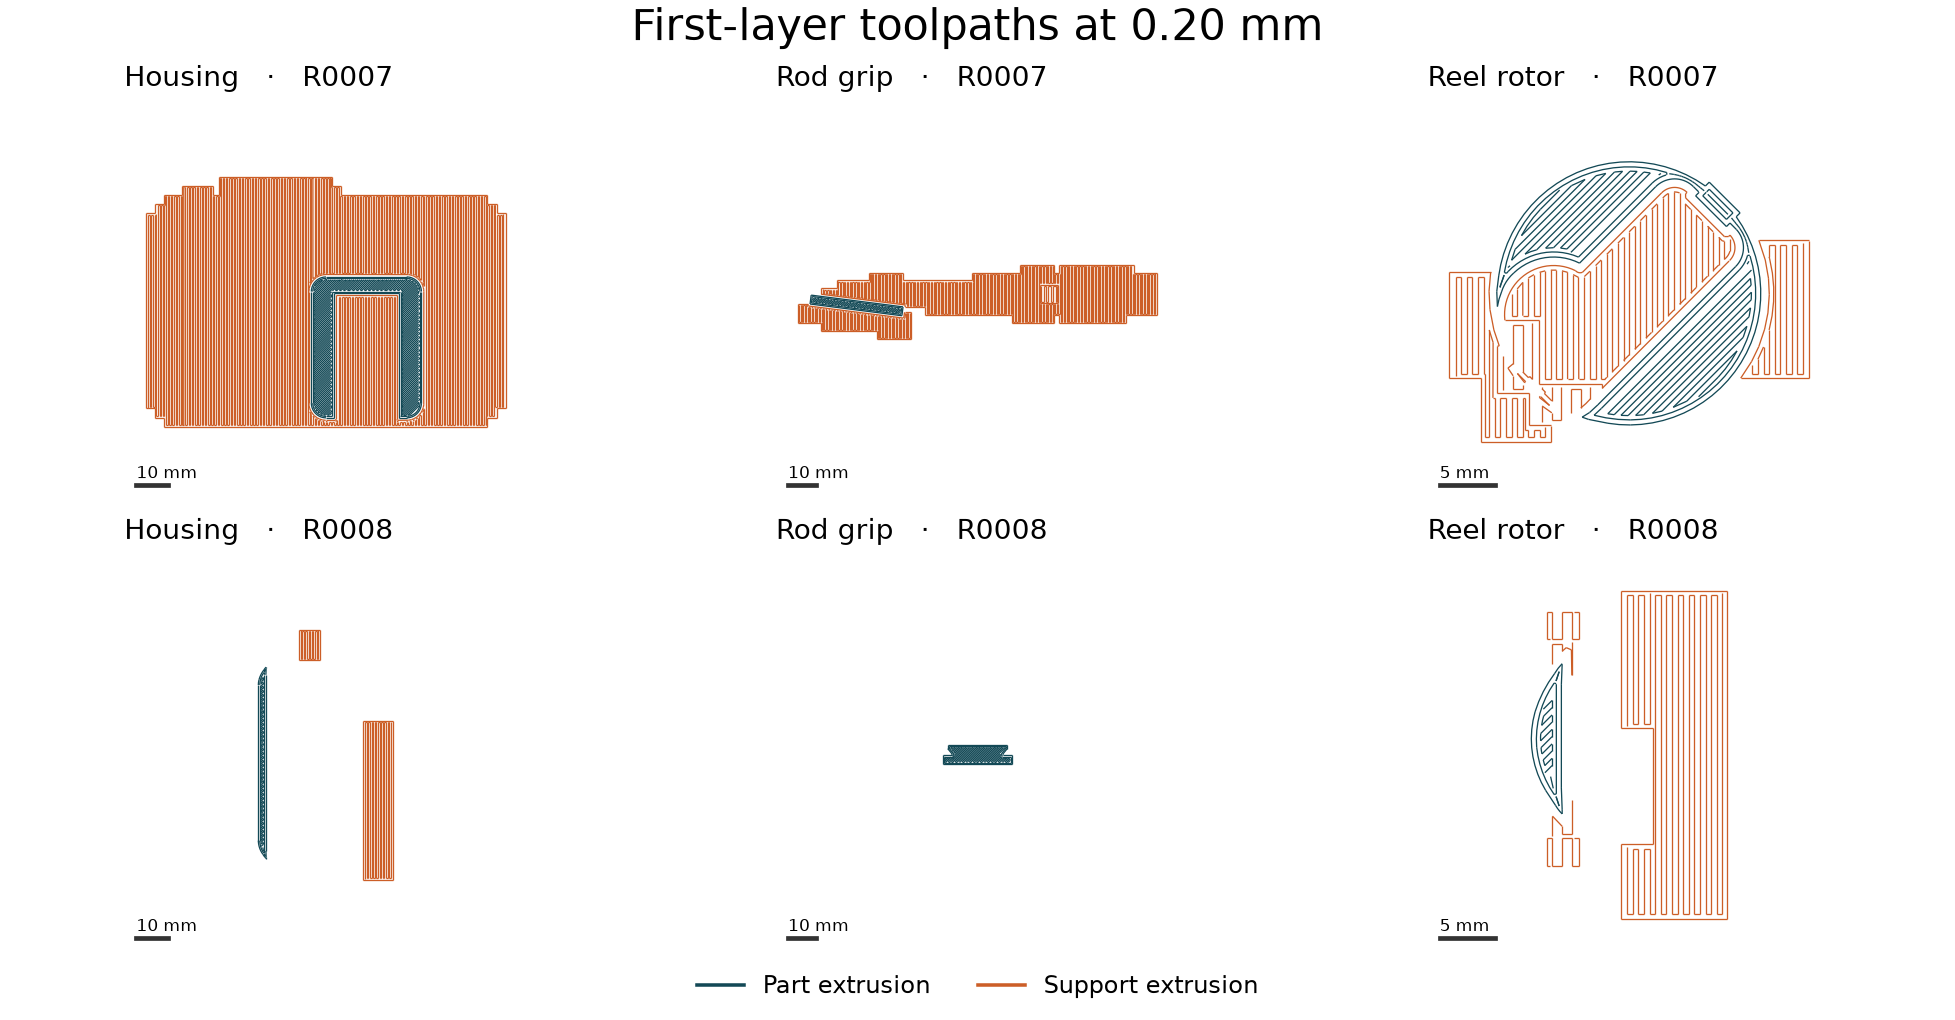 First-layer toolpaths at 0.20 mm
Housing · R0007
Rod grip · R0007
Reel rotor · R0007
10 mm
10 mm
5 mm
Housing · R0008
Rod grip · R0008
Reel rotor · R0008
10 mm
10 mm
5 mm
Part extrusion
Support extrusion